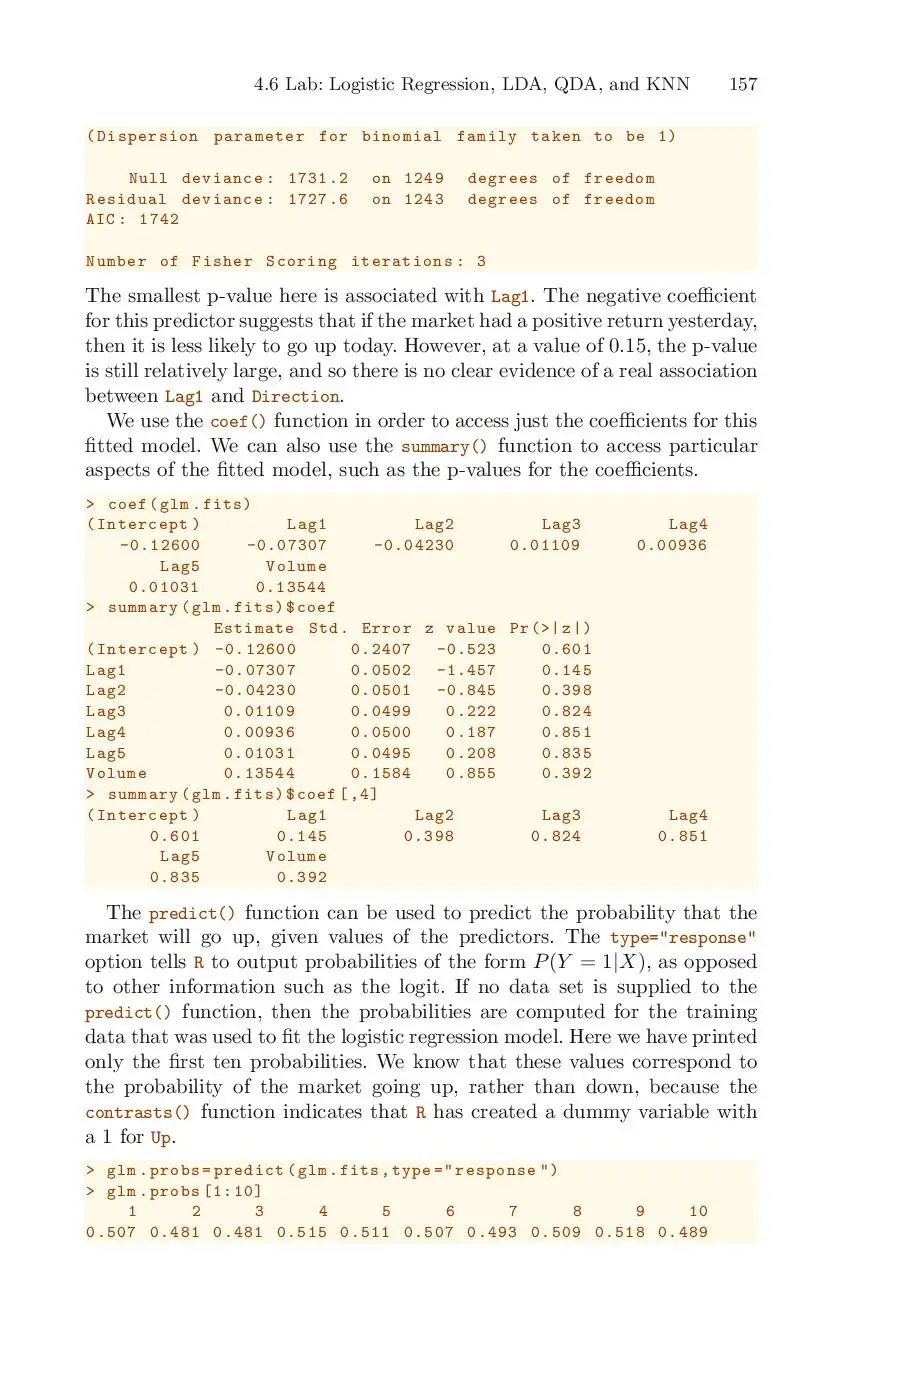 4.6 Lab: Logistic Regression, LDA, QDA, and KNN 157
(Dispersion parameter for binomial family taken to be 1)
Null deviance: 1731.2 on 1249 degrees of freedom
Residual deviance: 1727.6 on 1243 degrees of freedom
AIC: 1742
Number of Fisher Scoring iterations: 3
The smallest p-value here is associated with Lag1. The negative coefficient
for this predictor suggests that if the market had a positive return yesterday,
then it is less likely to go up today. However, at a value of 0.15, the p-value
is still relatively large, and so there is no clear evidence of a real association
between Lag1 and Direction.
We use the coef() function in order to access just the coefficients for this
fitted model. We can also use the summary() function to access particular
aspects of the fitted model, such as the p-values for the coefficients.
> coef(glm.fits)
(Intercept) Lag1 Lag2 Lag3 Lag4
-0.12600 -0.07307 -0.04230 0.01109 0.00936
Lag5 Volume
0.01031 0.13544
> summary(glm.fits)$coef
Estimate Std. Error z value Pr(>|z|)
(Intercept) -0.12600 0.2407 -0.523 0.601
Lag1 -0.07307 0.0502 -1.457 0.145
Lag2 -0.04230 0.0501 -0.845 0.398
Lag3 0.01109 0.0499 0.222 0.824
Lag4 0.00936 0.0500 0.187 0.851
Lag5 0.01031 0.0495 0.208 0.835
Volume 0.13544 0.1584 0.855 0.392
> summary(glm.fits)$coef[,4]
(Intercept) Lag1 Lag2 Lag3 Lag4
0.601 0.145 0.398 0.824 0.851
Lag5 Volume
0.835 0.392
The predict() function can be used to predict the probability that the
market will go up, given values of the predictors. The type="response"
option tells R to output probabilities of the form P(Y = 1|X), as opposed
to other information such as the logit. If no data set is supplied to the
predict() function, then the probabilities are computed for the training
data that was used to fit the logistic regression model. Here we have printed
only the first ten probabilities. We know that these values correspond to
the probability of the market going up, rather than down, because the
contrasts() function indicates that R has created a dummy variable with
a 1 for Up.
> glm.probs=predict(glm.fits,type="response")
> glm.probs[1:10]
1 2 3 4 5 6 7 8 9 10
0.507 0.481 0.481 0.515 0.511 0.507 0.493 0.509 0.518 0.489